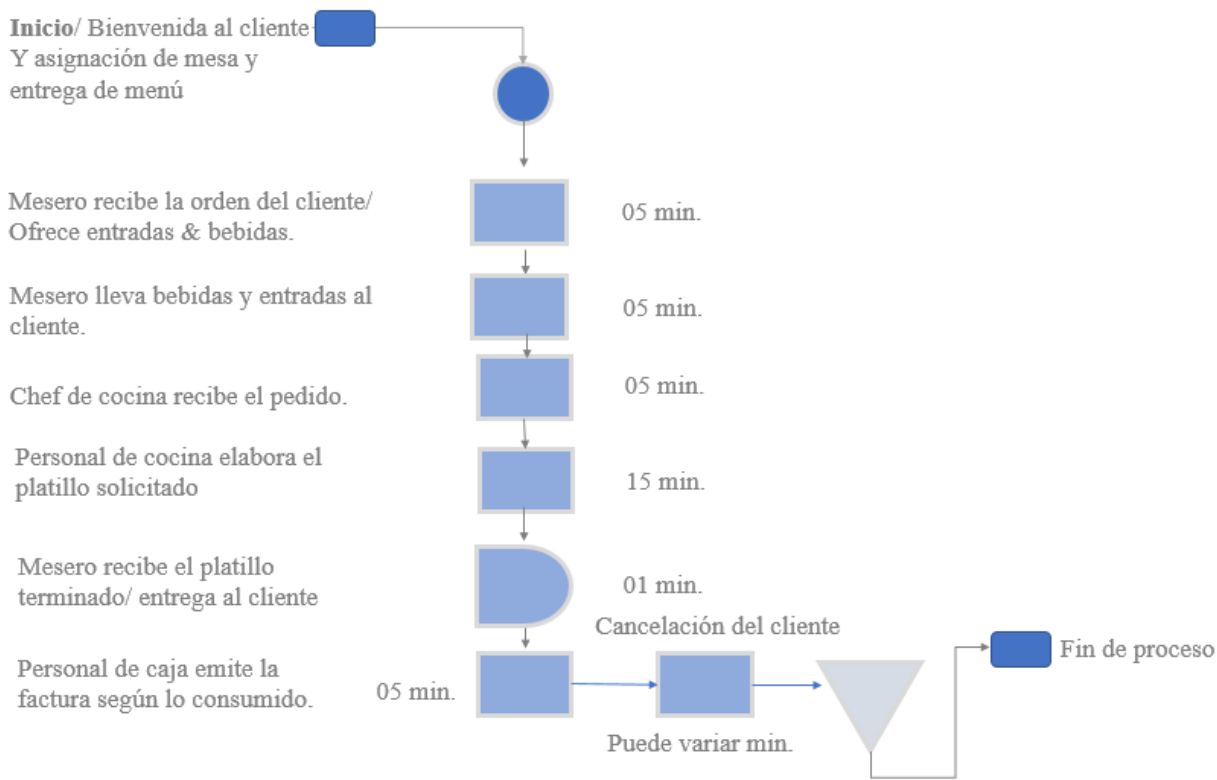 Inicio/ Bienvenida al cliente
Y asignación de mesa y
entrega de menú
Mesero recibe la orden del cliente/
Ofrece entradas & bebidas.
05 min.
Mesero lleva bebidas y entradas al
cliente.
05 min.
Chef de cocina recibe el pedido.
05 min.
Personal de cocina elabora el
platillo solicitado
15 min.
Mesero recibe el platillo
terminado/ entrega al cliente
01 min.
Personal de caja emite la
factura según lo consumido.
05 min.
Cancelación del cliente
Puede variar min.
Fin de proceso